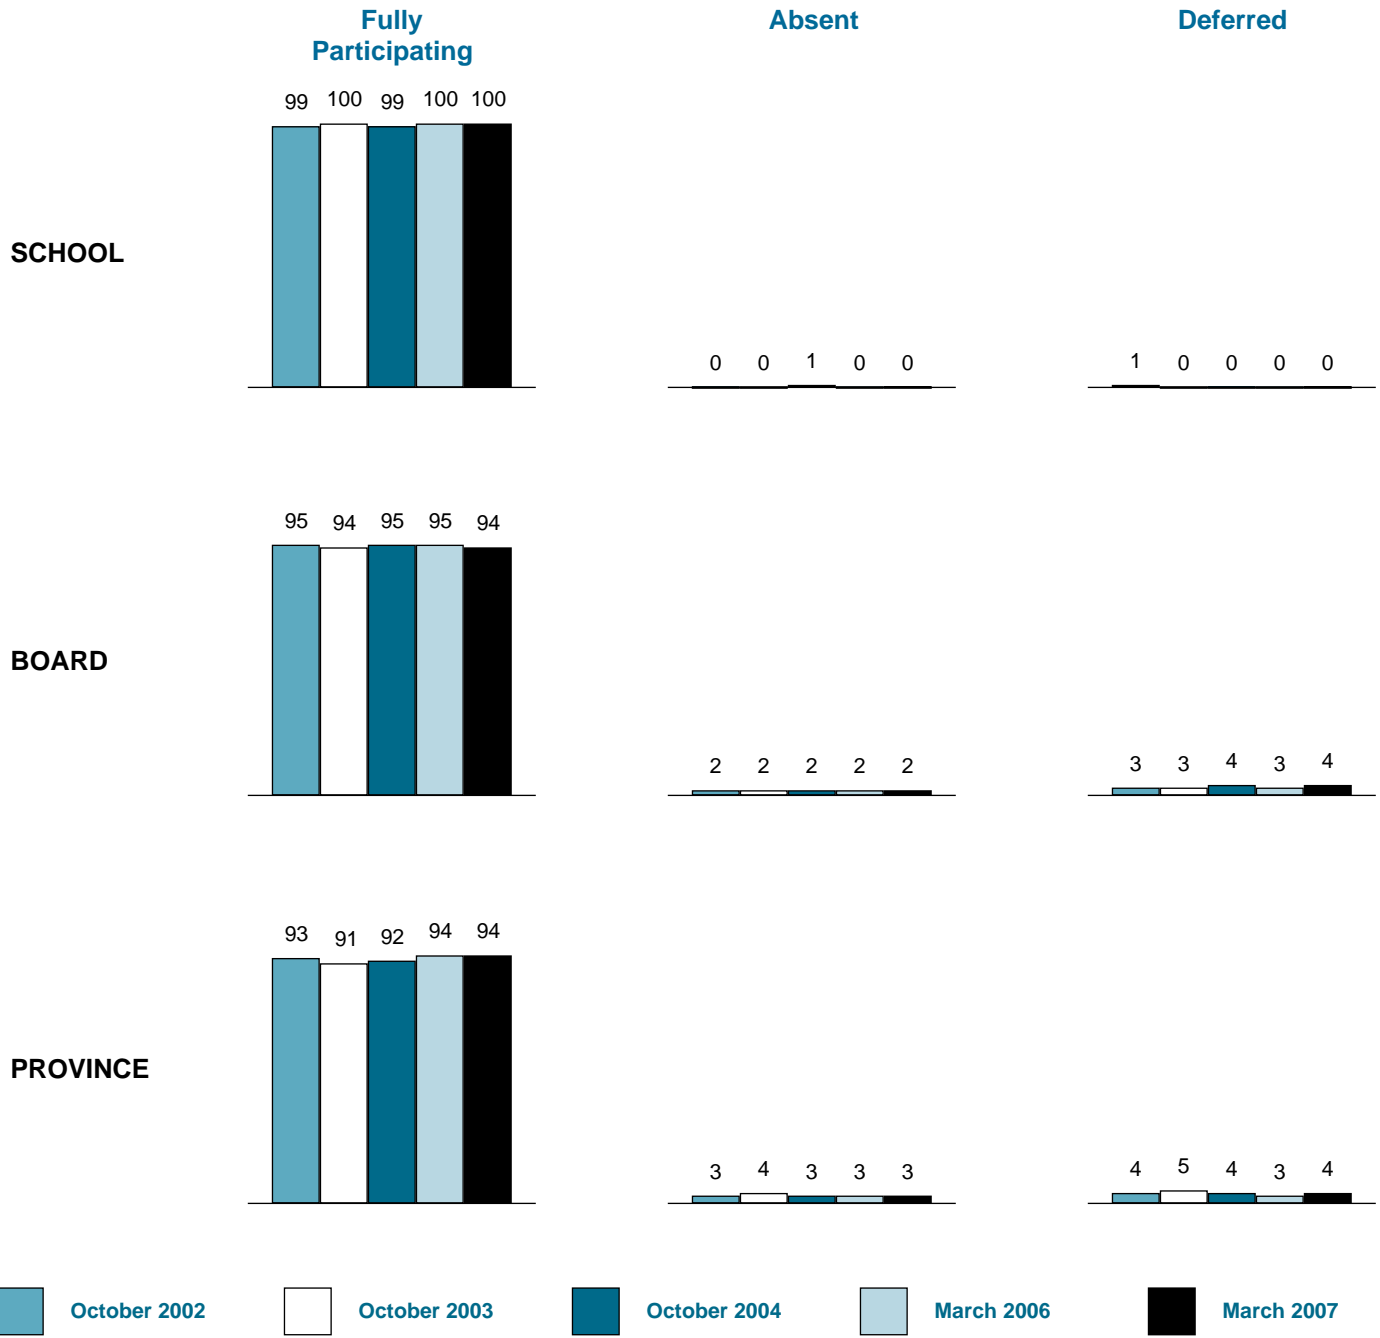 Fully
Participating
Absent
Deferred
99 100 99 100 100
SCHOOL
0 0 1 0 0
1 0 0 0 0
95 94 95 95 94
BOARD
2 2 2 2 2
3 3 4 3 4
93 91 92 94 94
PROVINCE
3 4 3 3 3
4 5 4 3 4
October 2002
October 2003
October 2004
March 2006
March 2007